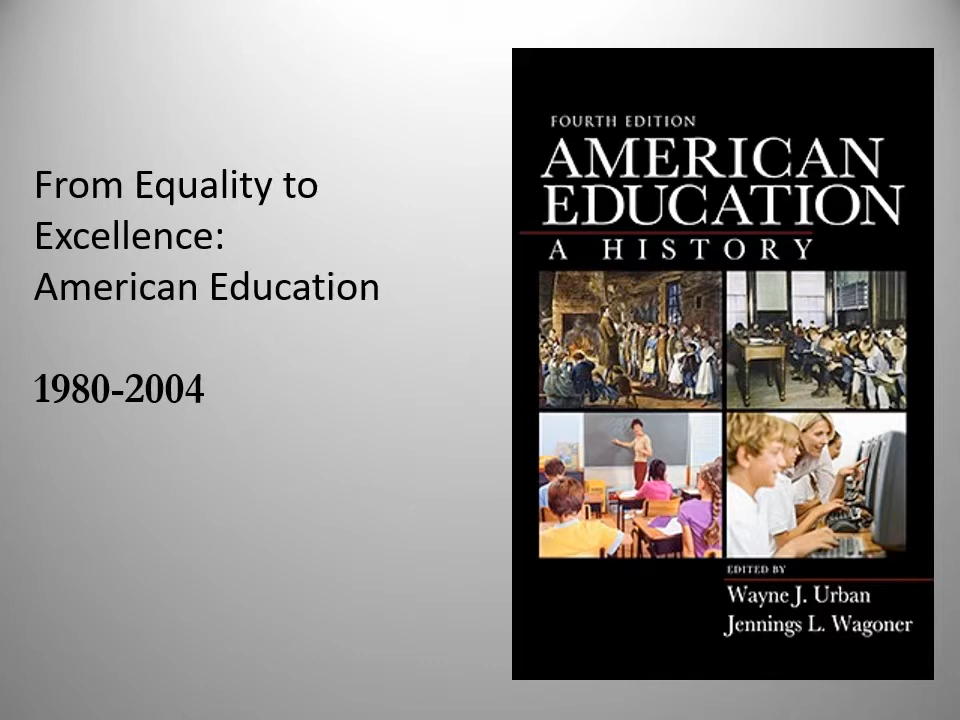 From Equality to
Excellence:
American Education
1980-2004
FOURTH EDITION
AMERICAN
EDUCATION
A HISTORY
EDITED BY
Wayne J. Urban
Jennings L. Wagoner